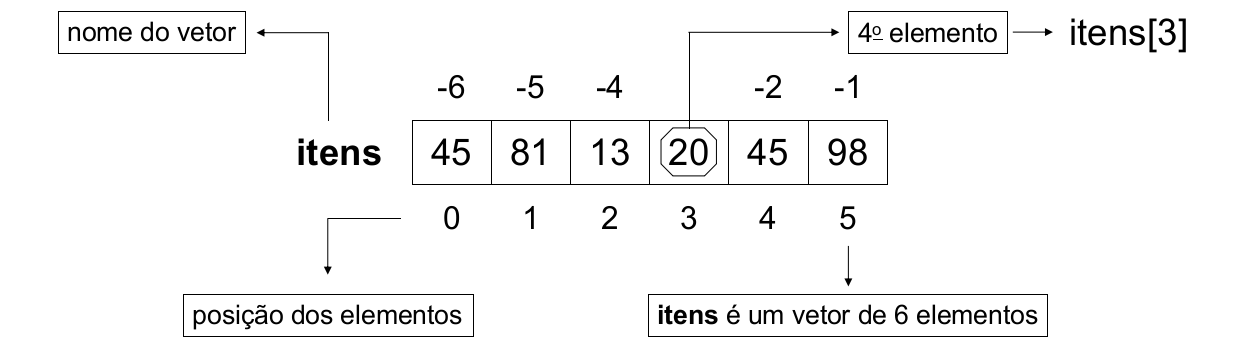 nome do vetor
4º elemento
itens[3]
-6 -5 -4 -2 -1
itens 45 81 13 20 45 98
0 1 2 3 4 5
posição dos elementos
itens é um vetor de 6 elementos